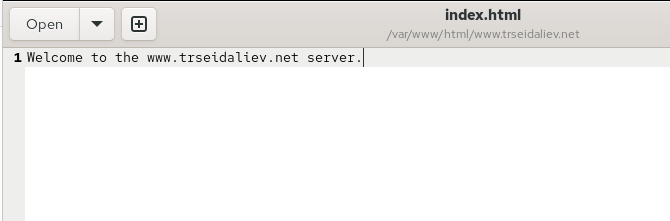 Open
index.html
/var/www/html/www.trseidaliev.net
1 Welcome to the www.trseidaliev.net server.